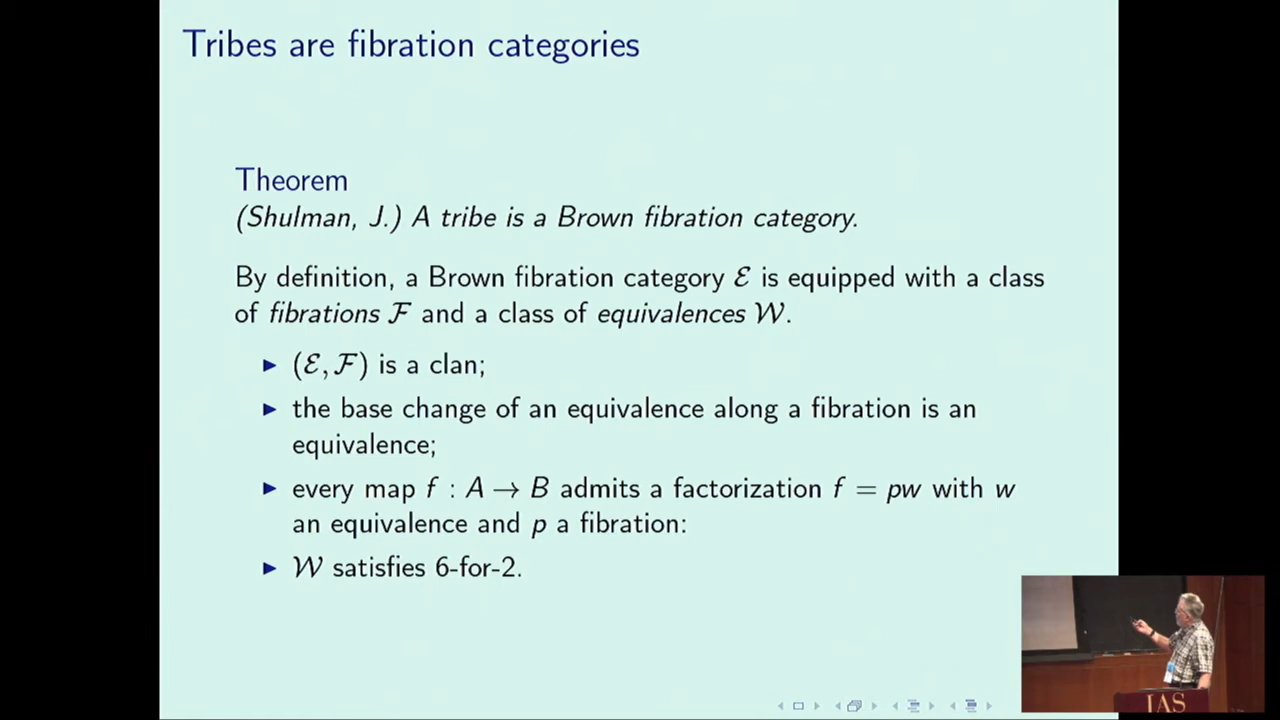 Tribes are fibration categories
Theorem
(Shulman, J.) A tribe is a Brown fibration category.
By definition, a Brown fibration category ℰ is equipped with a class
of fibrations ℱ and a class of equivalences 𝒲.
▶ (ℰ, ℱ) is a clan;
▶ the base change of an equivalence along a fibration is an
equivalence;
▶ every map f : A → B admits a factorization f = pw with w
an equivalence and p a fibration:
▶ 𝒲 satisfies 6-for-2.
IAS